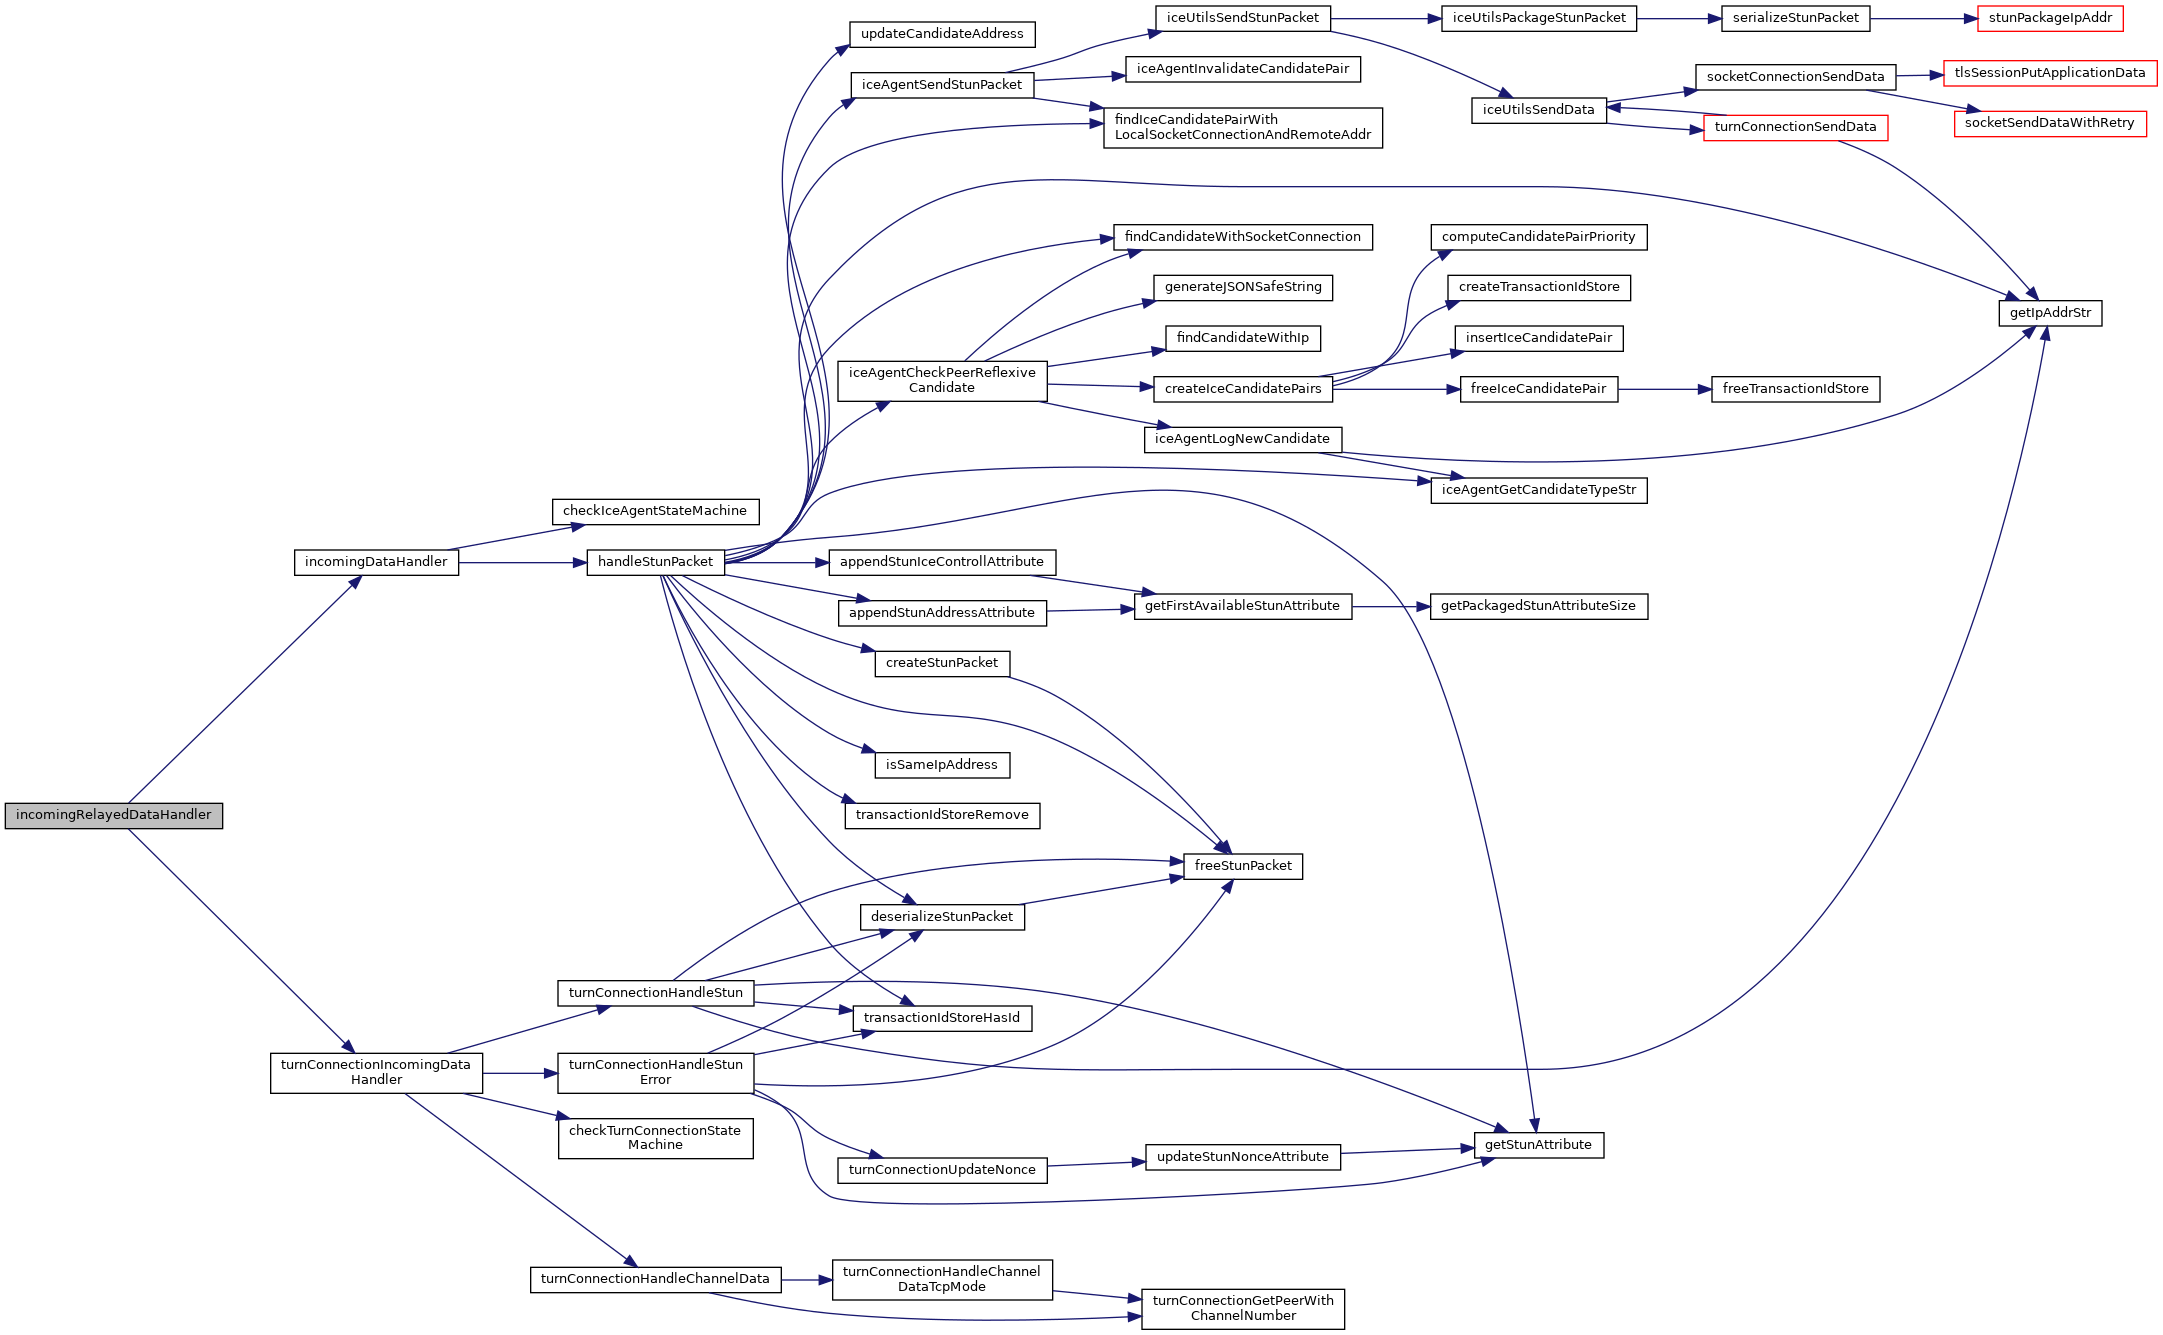 iceUtilsSendStunPacket
iceUtilsPackageStunPacket
serializeStunPacket
stunPackageIpAddr
updateCandidateAddress
iceAgentInvalidateCandidatePair
iceAgentSendStunPacket
socketConnectionSendData
tlsSessionPutApplicationData
iceUtilsSendData
findIceCandidatePairWith
LocalSocketConnectionAndRemoteAddr
turnConnectionSendData
socketSendDataWithRetry
findCandidateWithSocketConnection
computeCandidatePairPriority
generateJSONSafeString
createTransactionIdStore
getIpAddrStr
findCandidateWithIp
insertIceCandidatePair
iceAgentCheckPeerReflexive
Candidate
createIceCandidatePairs
freeIceCandidatePair
freeTransactionIdStore
iceAgentLogNewCandidate
iceAgentGetCandidateTypeStr
checkIceAgentStateMachine
incomingDataHandler
handleStunPacket
appendStunIceControllAttribute
appendStunAddressAttribute
getFirstAvailableStunAttribute
getPackagedStunAttributeSize
createStunPacket
isSameIpAddress
incomingRelayedDataHandler
transactionIdStoreRemove
freeStunPacket
deserializeStunPacket
turnConnectionHandleStun
transactionIdStoreHasId
turnConnectionIncomingData
Handler
turnConnectionHandleStun
Error
checkTurnConnectionState
Machine
getStunAttribute
turnConnectionUpdateNonce
updateStunNonceAttribute
turnConnectionHandleChannelData
turnConnectionHandleChannel
DataTcpMode
turnConnectionGetPeerWith
ChannelNumber